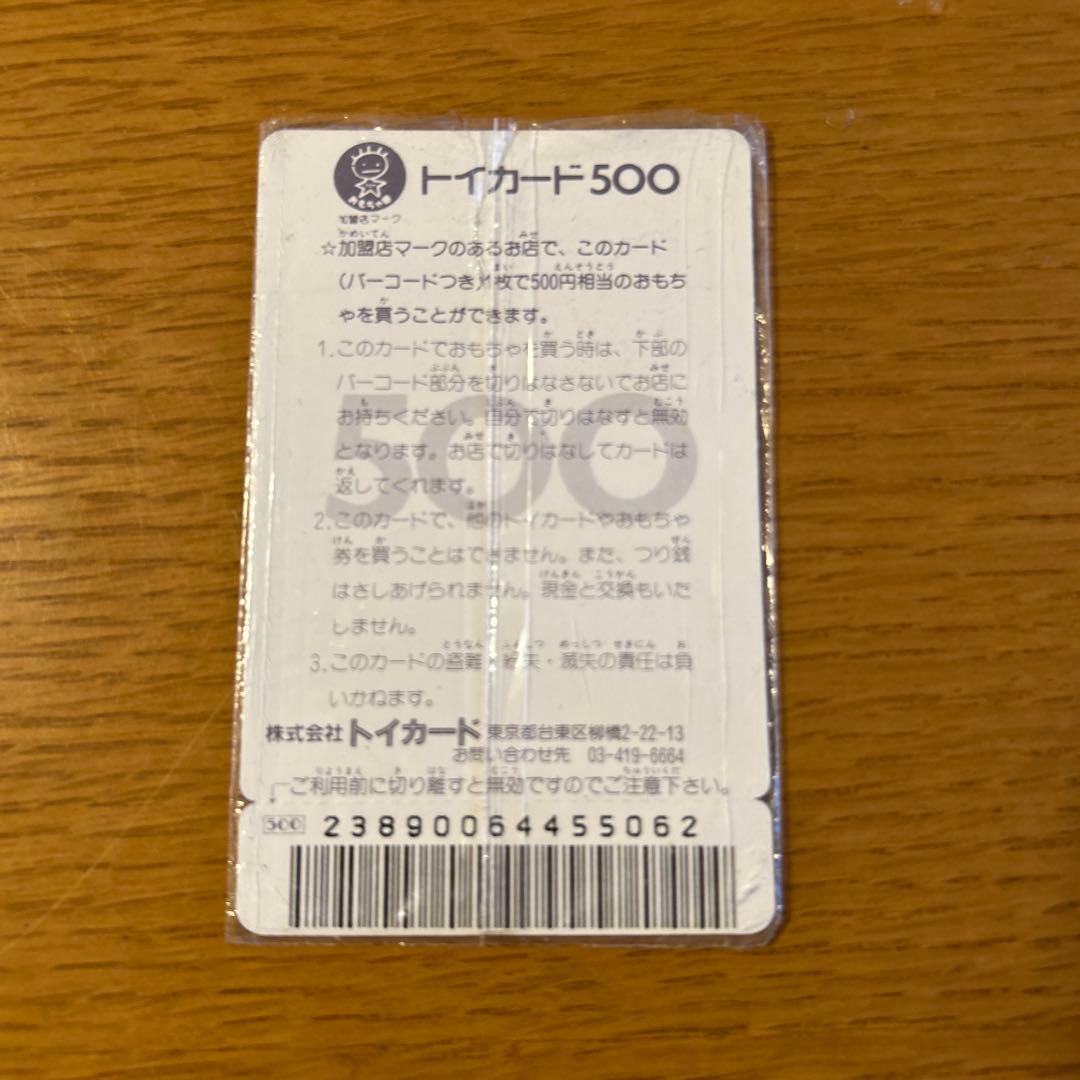 トイカード500
加盟店マーク
☆加盟店マークのあるお店で、このカード
(バーコードつき)1枚で500円相当のおもち
ゃを買うことができます。
1.このカードでおもちゃを買う時は、下部の
バーコード部分を切りはなさないでお店に
お持ちください。自分で切りはなすと無効
となります。お店で切りはなしてカードは
返してくれます。
500
2.このカードで、他のトイカードやおもちゃ
券を買うことはできません。また、つり銭
はさしあげられません。現金と交換もいた
しません。
3.このカードの盗難・紛失・滅失の責任は負
いかねます。
株式会社トイカード 東京都台東区柳橋2-22-13
お問い合わせ先 03-419-6664
ご利用前に切り離すと無効ですのでご注意下さい。
500 23890064455062